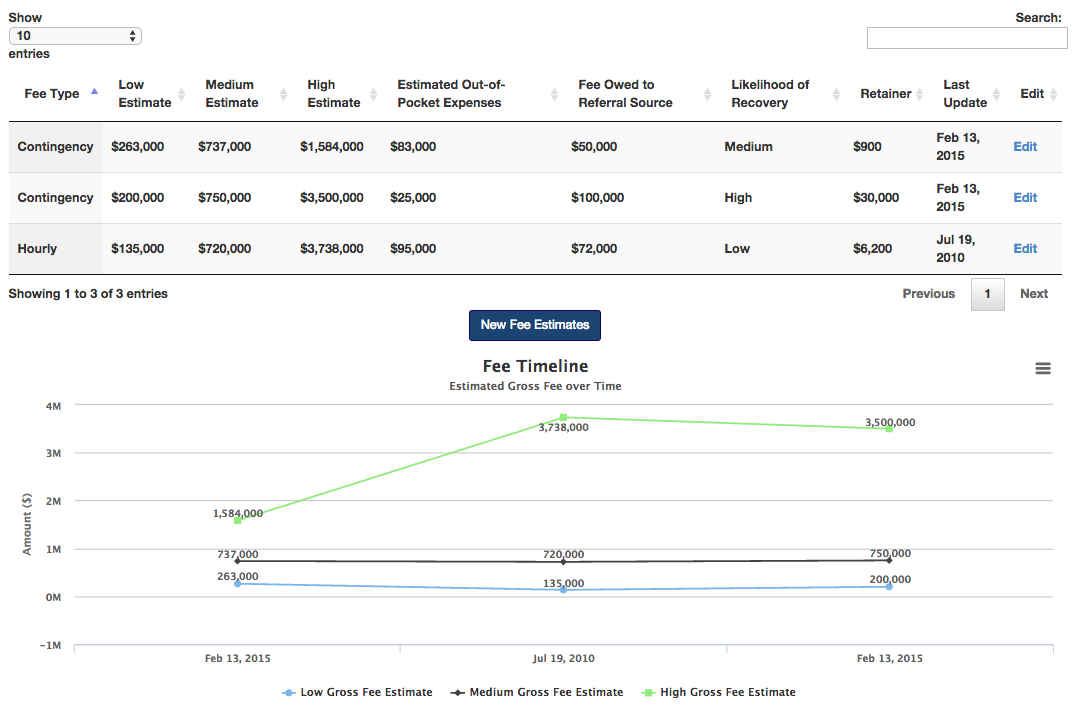 Show
10
entries
Search:
Fee Type
Low Estimate
Medium Estimate
High Estimate
Estimated Out-of-Pocket Expenses
Fee Owed to Referral Source
Likelihood of Recovery
Retainer
Last Update
Edit
Contingency $263,000 $737,000 $1,584,000 $83,000 $50,000 Medium $900 Feb 13, 2015 Edit
Contingency $200,000 $750,000 $3,500,000 $25,000 $100,000 High $30,000 Feb 13, 2015 Edit
Hourly $135,000 $720,000 $3,738,000 $95,000 $72,000 Low $6,200 Jul 19, 2010 Edit
Showing 1 to 3 of 3 entries
Previous 1 Next
New Fee Estimates
Fee Timeline
Estimated Gross Fee over Time
Amount ($)
4M
3M
2M
1M
0M
-1M
1,584,000 3,738,000 3,500,000
737,000 720,000 750,000
263,000 135,000 200,000
Feb 13, 2015 Jul 19, 2010 Feb 13, 2015
Low Gross Fee Estimate Medium Gross Fee Estimate High Gross Fee Estimate